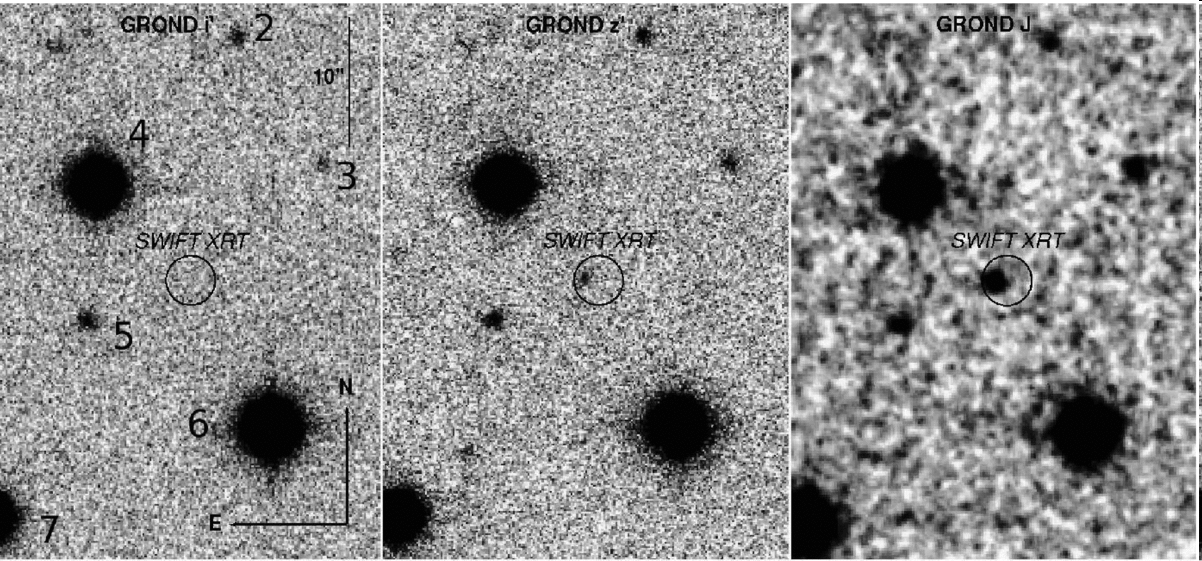 GROND i'
2
10"
4
3
SWIFT XRT
5
N
6
E
7
GROND z'
SWIFT XRT
GROND J
SWIFT XRT